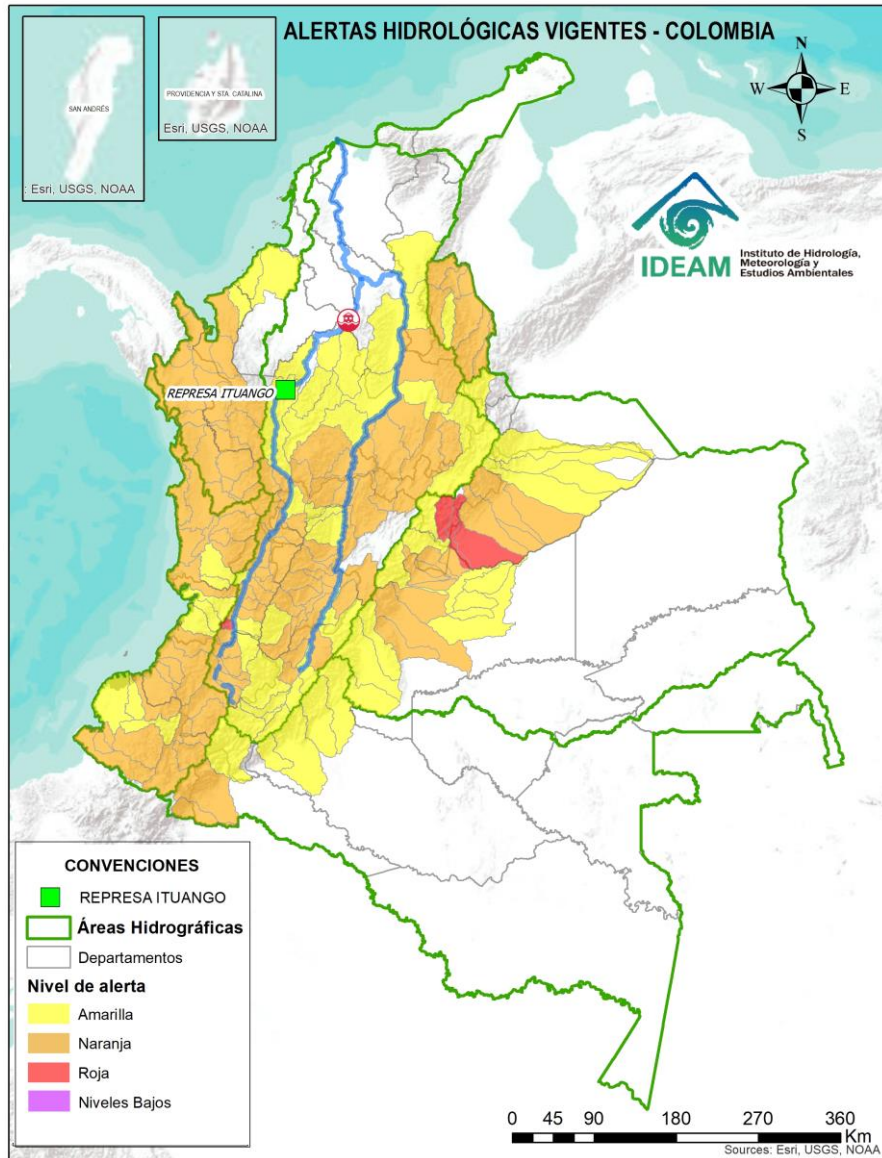 ALERTAS HIDROLÓGICAS VIGENTES - COLOMBIA
SAN ANDRÉS
: Esri, USGS, NOAA
PROVIDENCIA Y STA. CATALINA
Esri, USGS, NOAA
N
W
E
S
IDEAM
Instituto de Hidrología,
Meteorología y
Estudios Ambientales
REPRESA ITUANGO
CONVENCIONES
REPRESA ITUANGO
Áreas Hidrográficas
Departamentos
Nivel de alerta
Amarilla
Naranja
Roja
Niveles Bajos
0 45 90 180 270 360
Km
Sources: Esri, USGS, NOAA